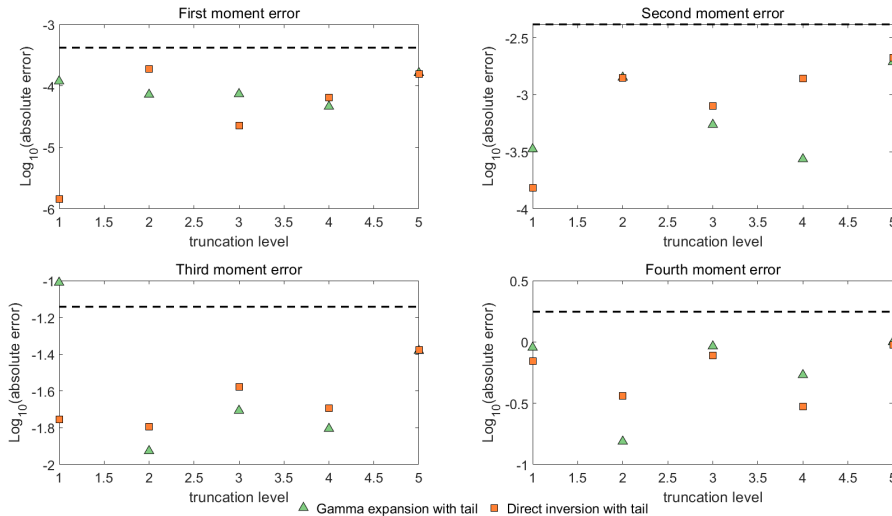 First moment error
Log10(absolute error)
-3
-4
-5
-6
1 1.5 2 2.5 3 3.5 4 4.5 5
truncation level
Second moment error
Log10(absolute error)
-2.5
-3
-3.5
-4
1 1.5 2 2.5 3 3.5 4 4.5 5
truncation level
Third moment error
Log10(absolute error)
-1
-1.2
-1.4
-1.6
-1.8
-2
1 1.5 2 2.5 3 3.5 4 4.5 5
truncation level
Fourth moment error
Log10(absolute error)
0.5
0
-0.5
-1
1 1.5 2 2.5 3 3.5 4 4.5 5
truncation level
Gamma expansion with tail Direct inversion with tail